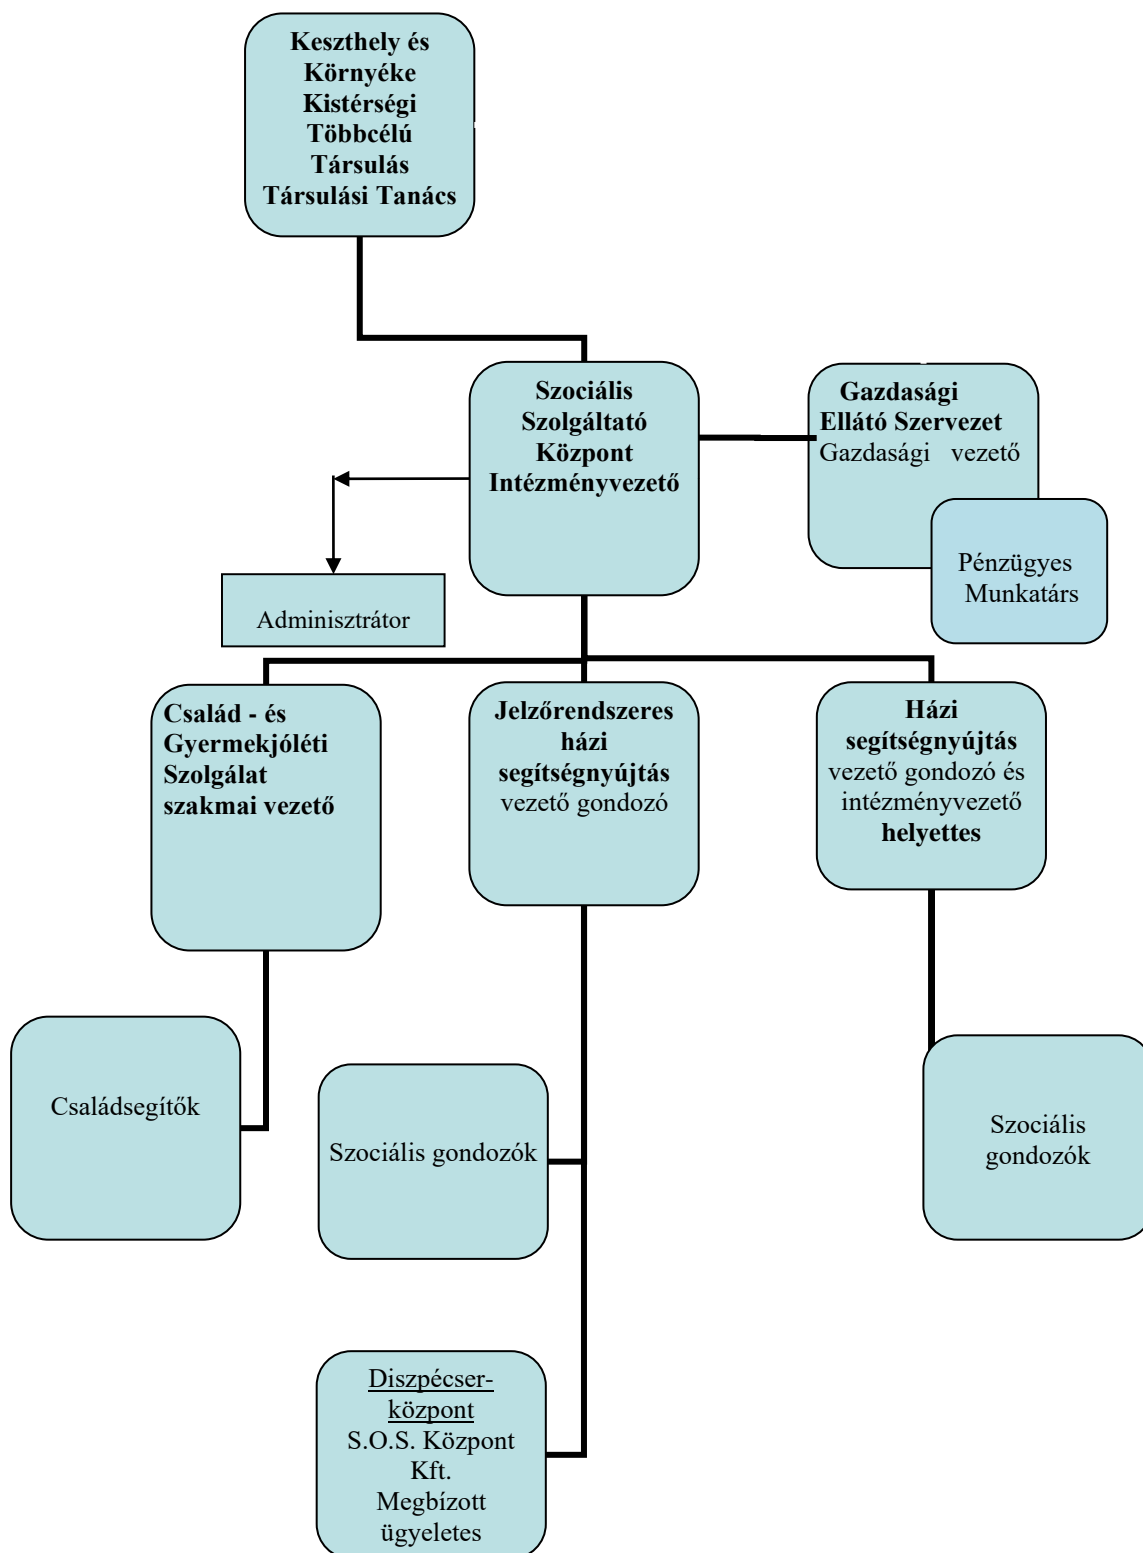 Keszthely és
Környéke
Kistérségi
Többcélú
Társulás
Társulási Tanács
Szociális
Szolgáltató
Központ
Intézményvezető
Gazdasági
Ellátó Szervezet
Gazdasági vezető
Pénzügyes
Munkatárs
Adminisztrátor
Család - és
Gyermekjóléti
Szolgálat
szakmai vezető
Jelzőrendszeres
házi
segítségnyújtás
vezető gondozó
Házi
segítségnyújtás
vezető gondozó és
intézményvezető
helyettes
Családsegítők
Szociális gondozók
Szociális
gondozók
Diszpécser-
központ
S.O.S. Központ
Kft.
Megbízott
ügyeletes